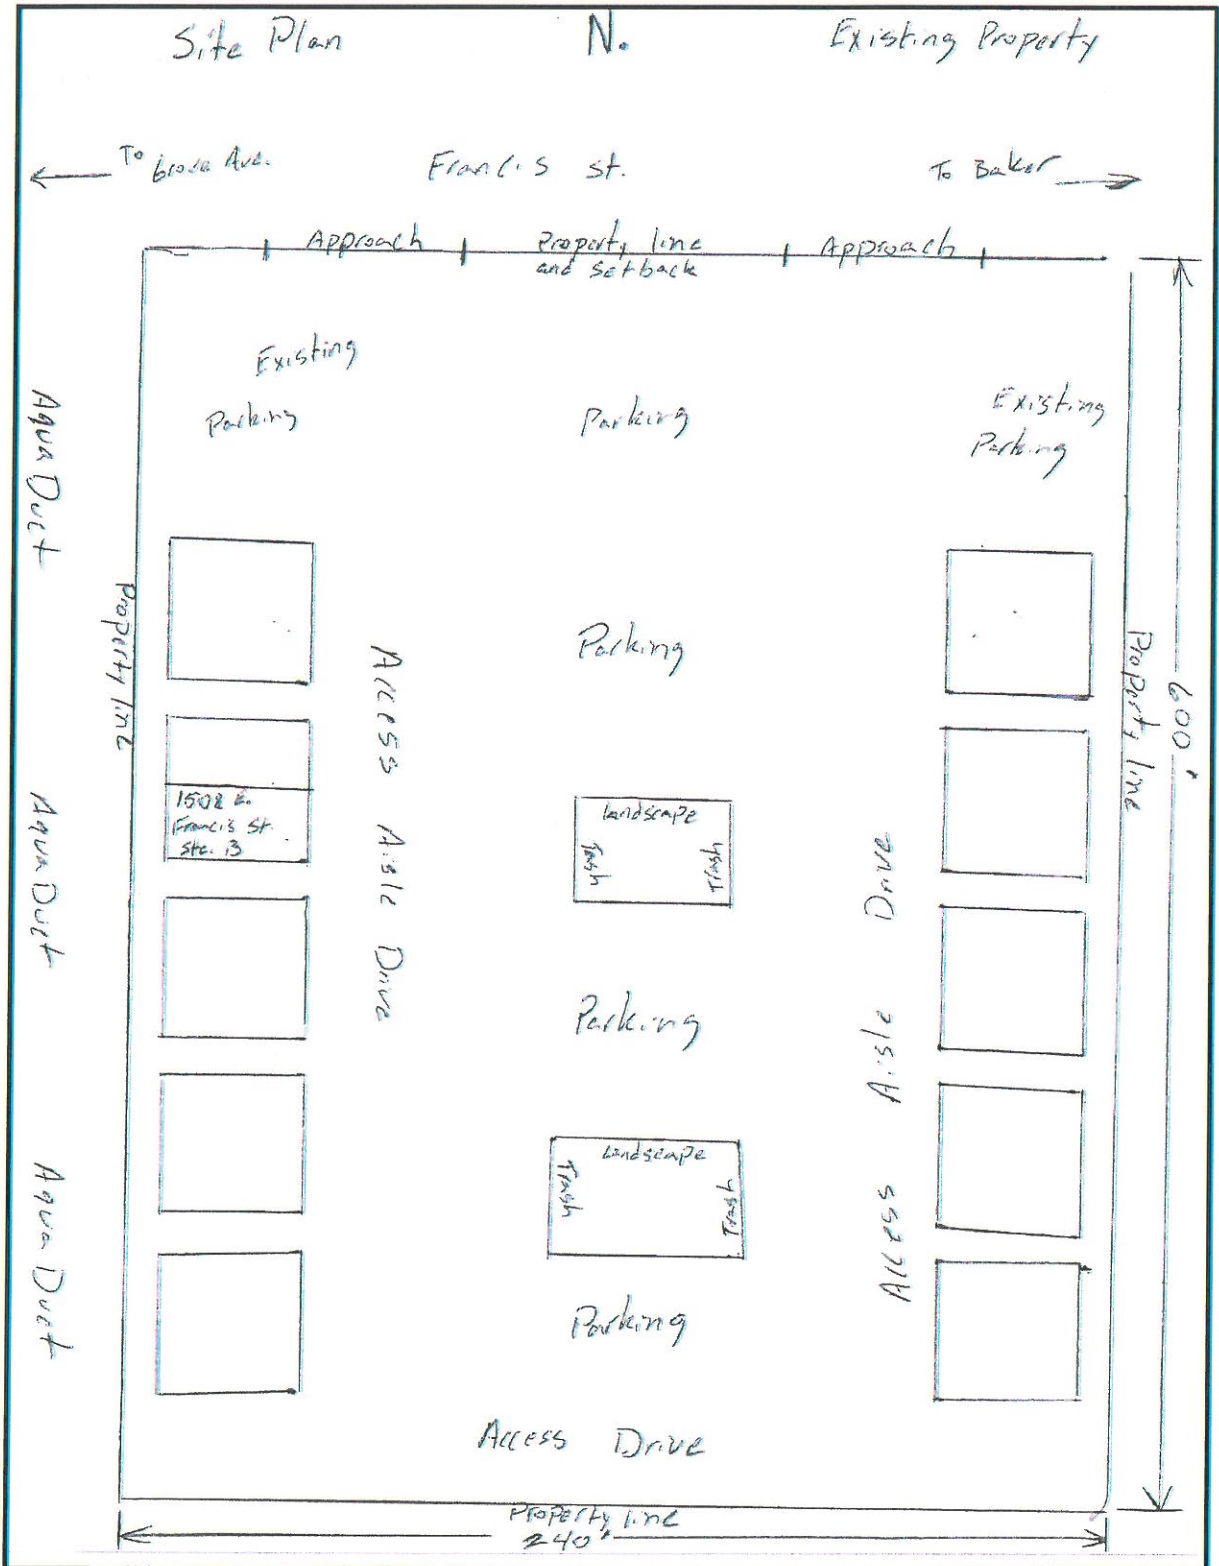 Site Plan
N.
Existing Property
To Grove Ave.
Francis St.
To Baker
Approach
Property line
and setback
Approach
Existing
Parking
Parking
Existing
Parking
Aqua Duct
Property line
Parking
Property line
600'
Access Aisle Drive
1502 E.
Francis St.
Ste. B
Landscape
Trash
Trash
Aqua Duct
Access Aisle Drive
Parking
Landscape
Trash
Trash
Aqua Duct
Parking
Access Drive
Property line
240'